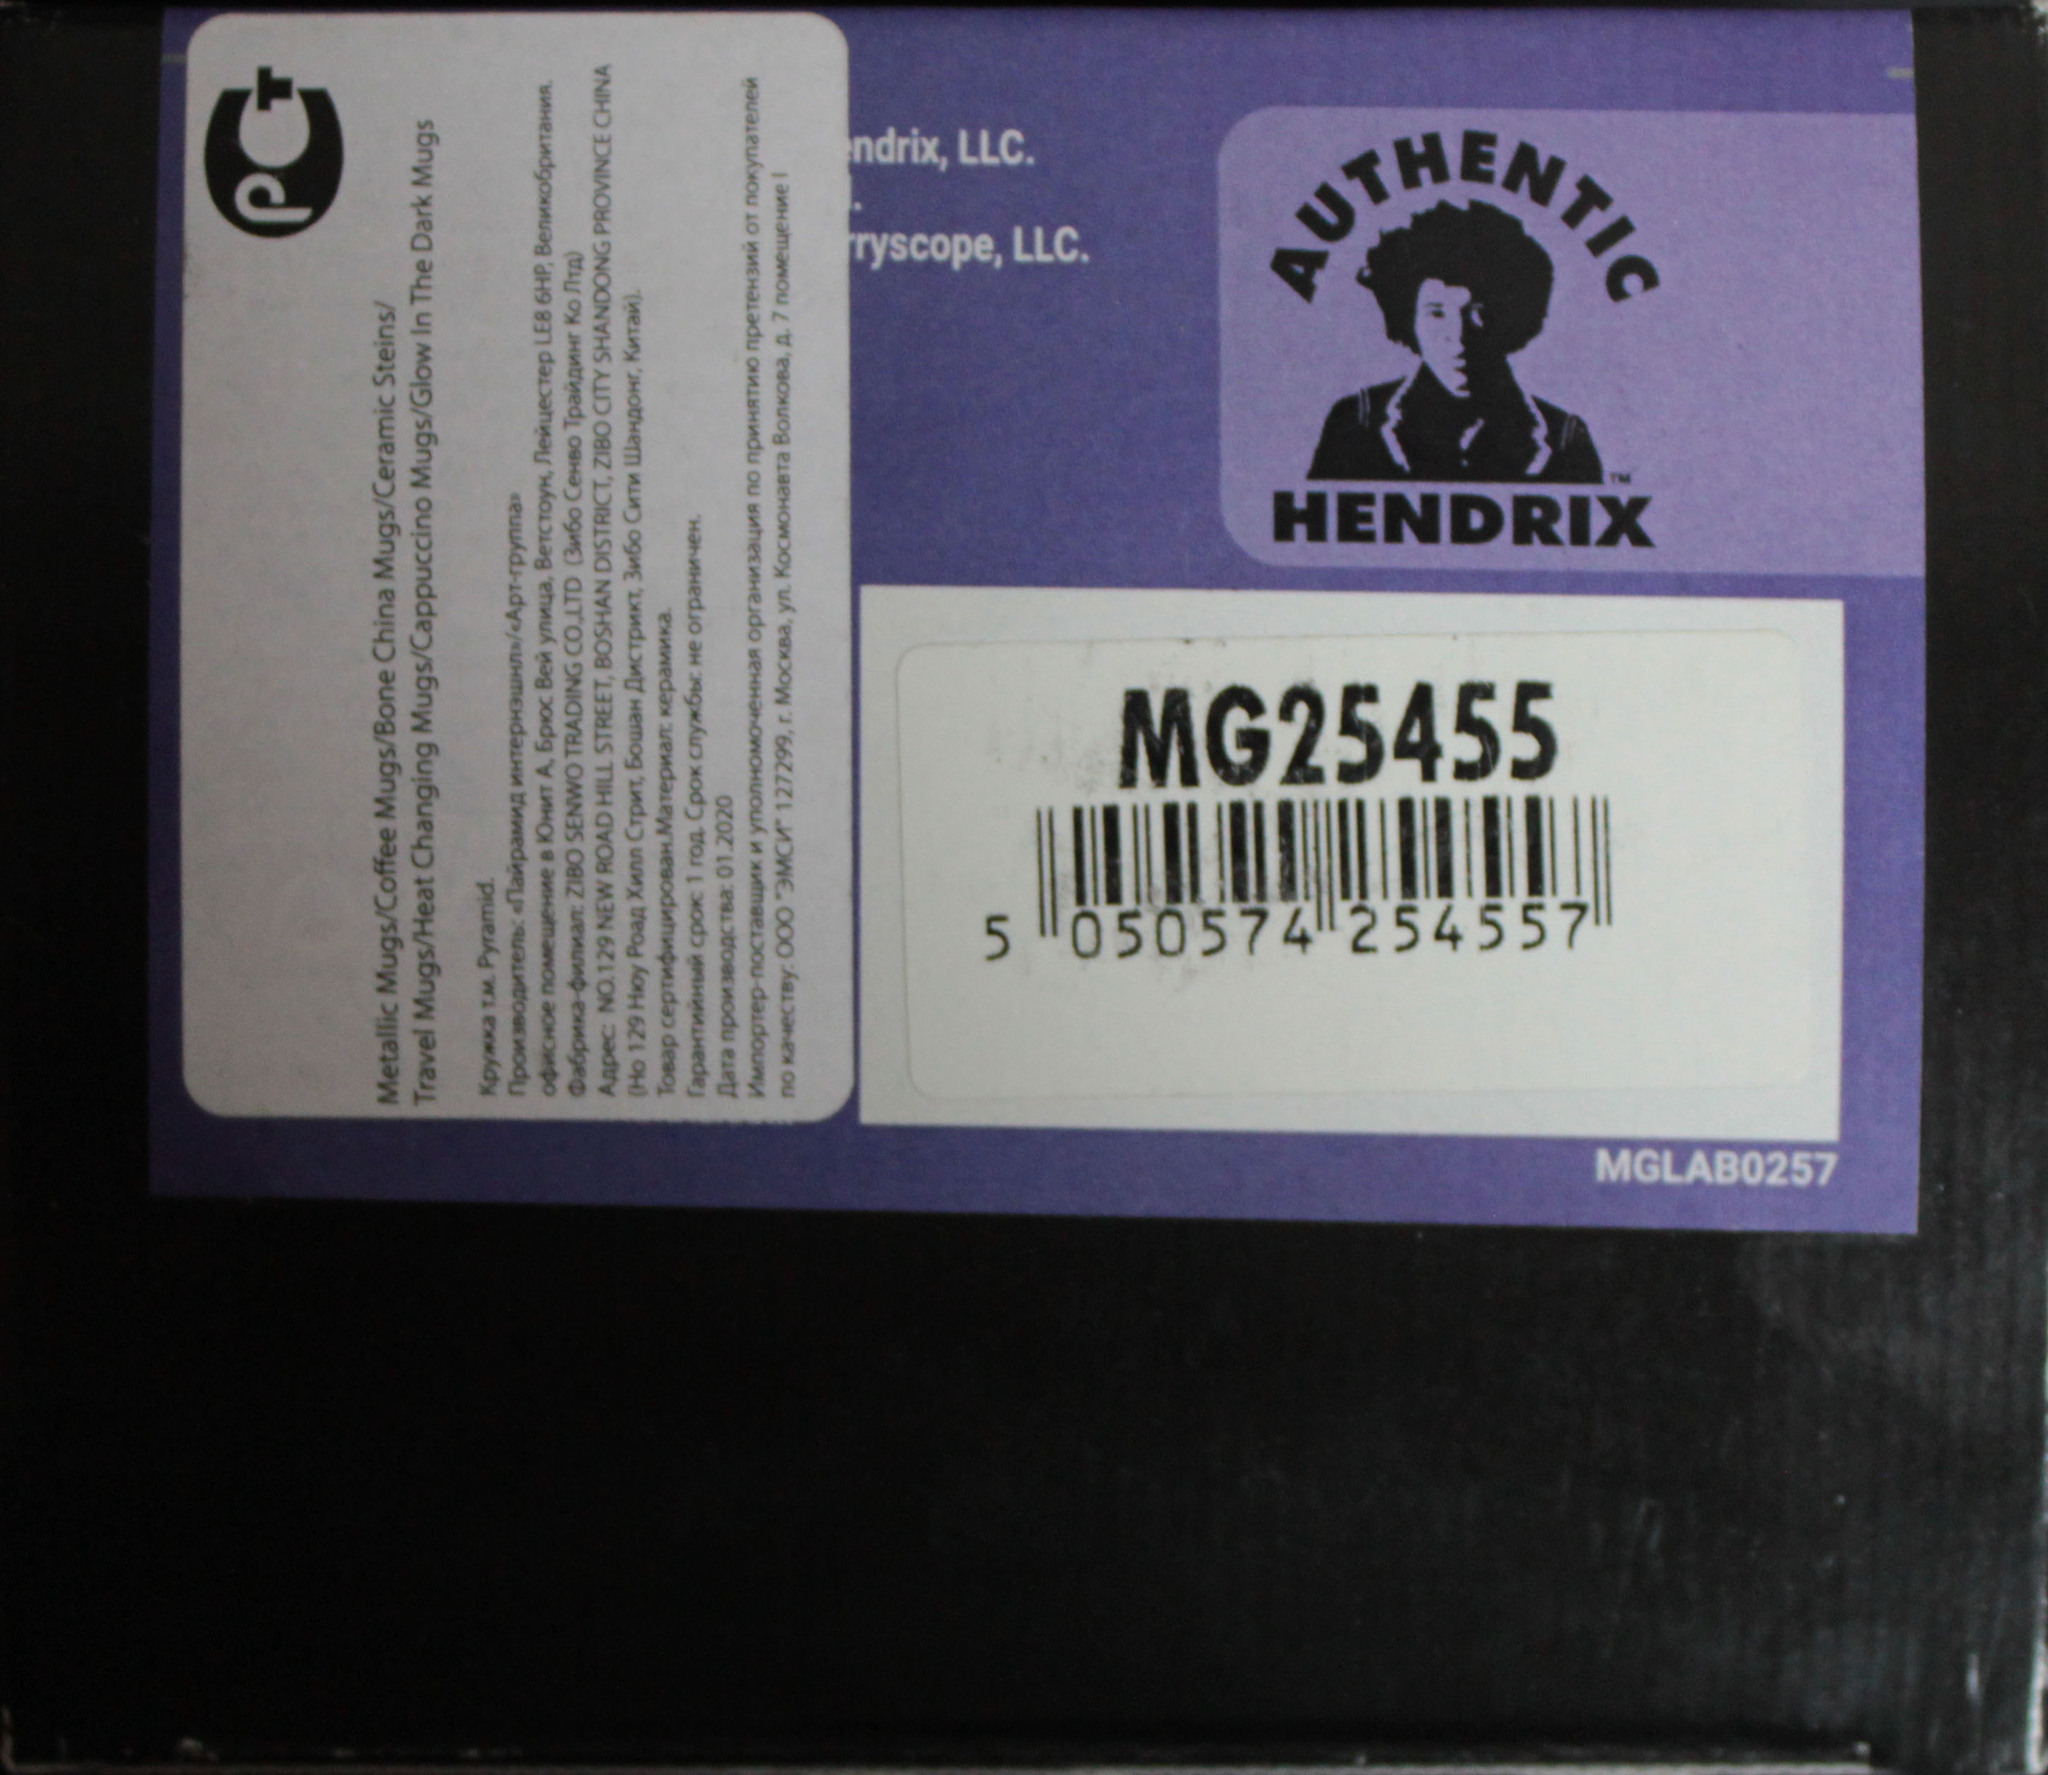 РСТ
Metallic Mugs/Coffee Mugs/Bone China Mugs/Ceramic Steins/
Travel Mugs/Heat Changing Mugs/Cappuccino Mugs/Glow In The Dark Mugs
Кружка т.м. Pyramid.
Производитель: «Пайрамид интернэшнл»/«Арт-группа»
офисное помещение в Юнит А, Брюс Вей улица, Ветстоун, Лейцестер LE8 6HP, Великобритания.
Фабрика-филиал: ZIBO SENWO TRADING CO.,LTD (Зибо Сенво Трайдинг Ко Лтд)
Адрес: NO.129 NEW ROAD HILL STREET, BOSHAN DISTRICT, ZIBO CITY SHANDONG PROVINCE CHINA
(Но 129 Нюу Роад Хилл Стрит, Бошан Дистрикт, Зибо Сити Шандонг, Китай).
Товар сертифицирован.Материал: керамика.
Гарантийный срок: 1 год. Срок службы: не ограничен.
Дата производства: 01.2020
Импортер-поставщик и уполномоченная организация по принятию претензий от покупателей
по качеству: ООО "ЭМСИ" 127299, г. Москва, ул. Космонавта Волкова, д. 7 помещение I
endrix, LLC.
.
rryscope, LLC.
AUTHENTIC
HENDRIX™
MG25455
5 050574 254557
MGLAB0257